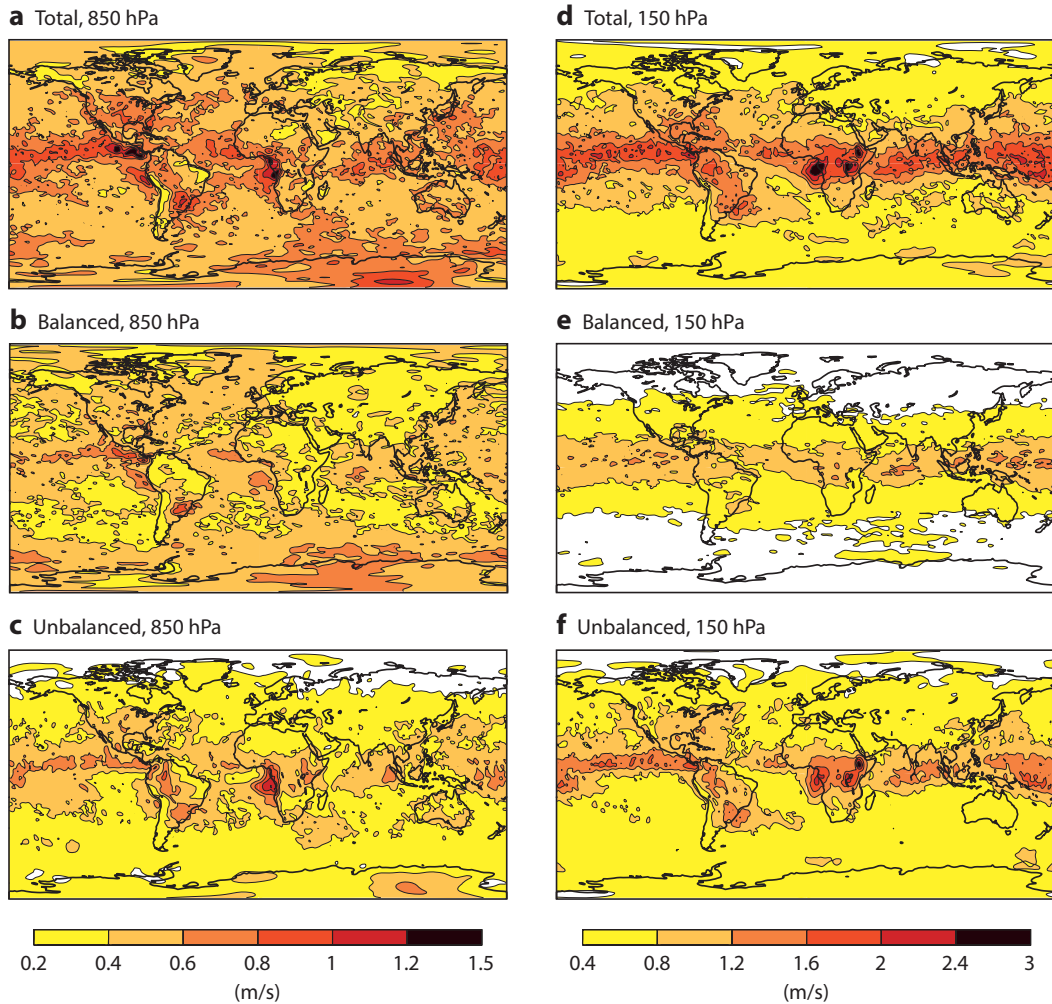 a Total, 850 hPa
d Total, 150 hPa
b Balanced, 850 hPa
e Balanced, 150 hPa
c Unbalanced, 850 hPa
f Unbalanced, 150 hPa
0.2 0.4 0.6 0.8 1 1.2 1.5
(m/s)
0.4 0.8 1.2 1.6 2 2.4 3
(m/s)